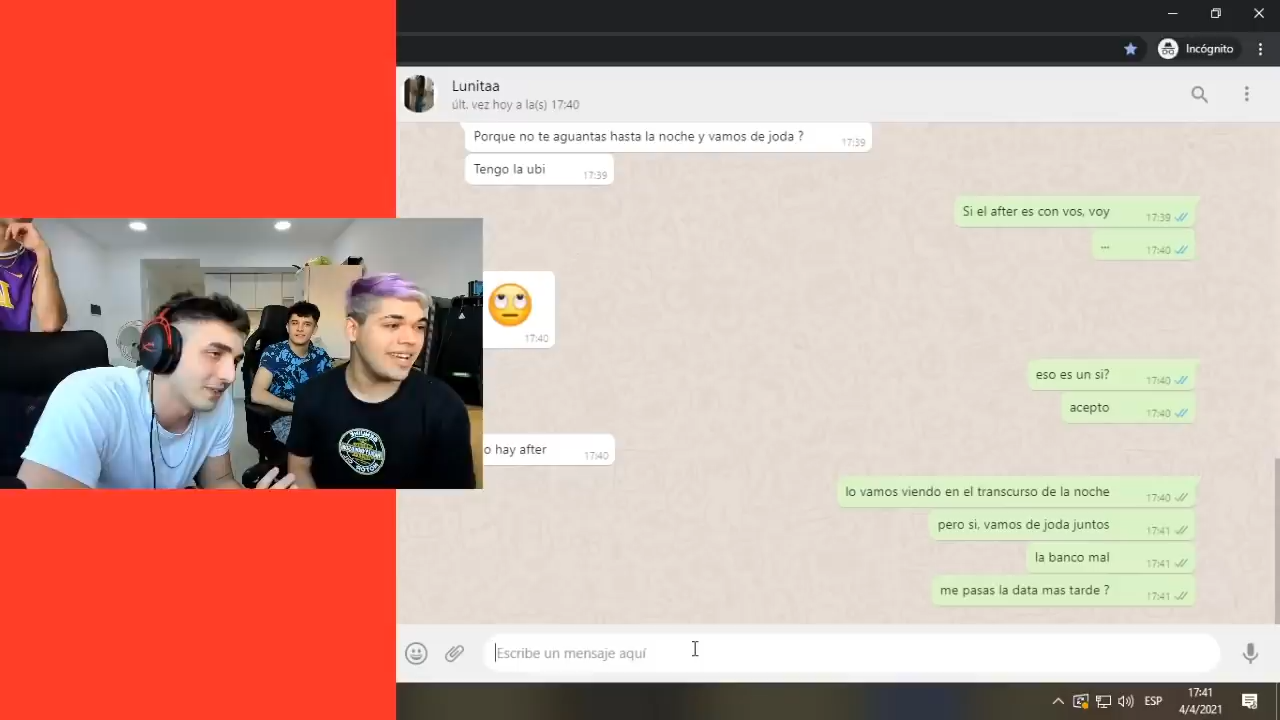 Incógnito
Lunitaa
últ. vez hoy a la(s) 17:40
Porque no te aguantas hasta la noche y vamos de joda ?
17:39
Tengo la ubi
17:39
Si el after es con vos, voy
17:39
...
17:40
17:40
eso es un si?
17:40
acepto
17:40
o hay after
17:40
lo vamos viendo en el transcurso de la noche
17:40
pero si, vamos de joda juntos
17:41
la banco mal
17:41
me pasas la data mas tarde ?
17:41
Escribe un mensaje aquí
ESP
17:41
4/4/2021